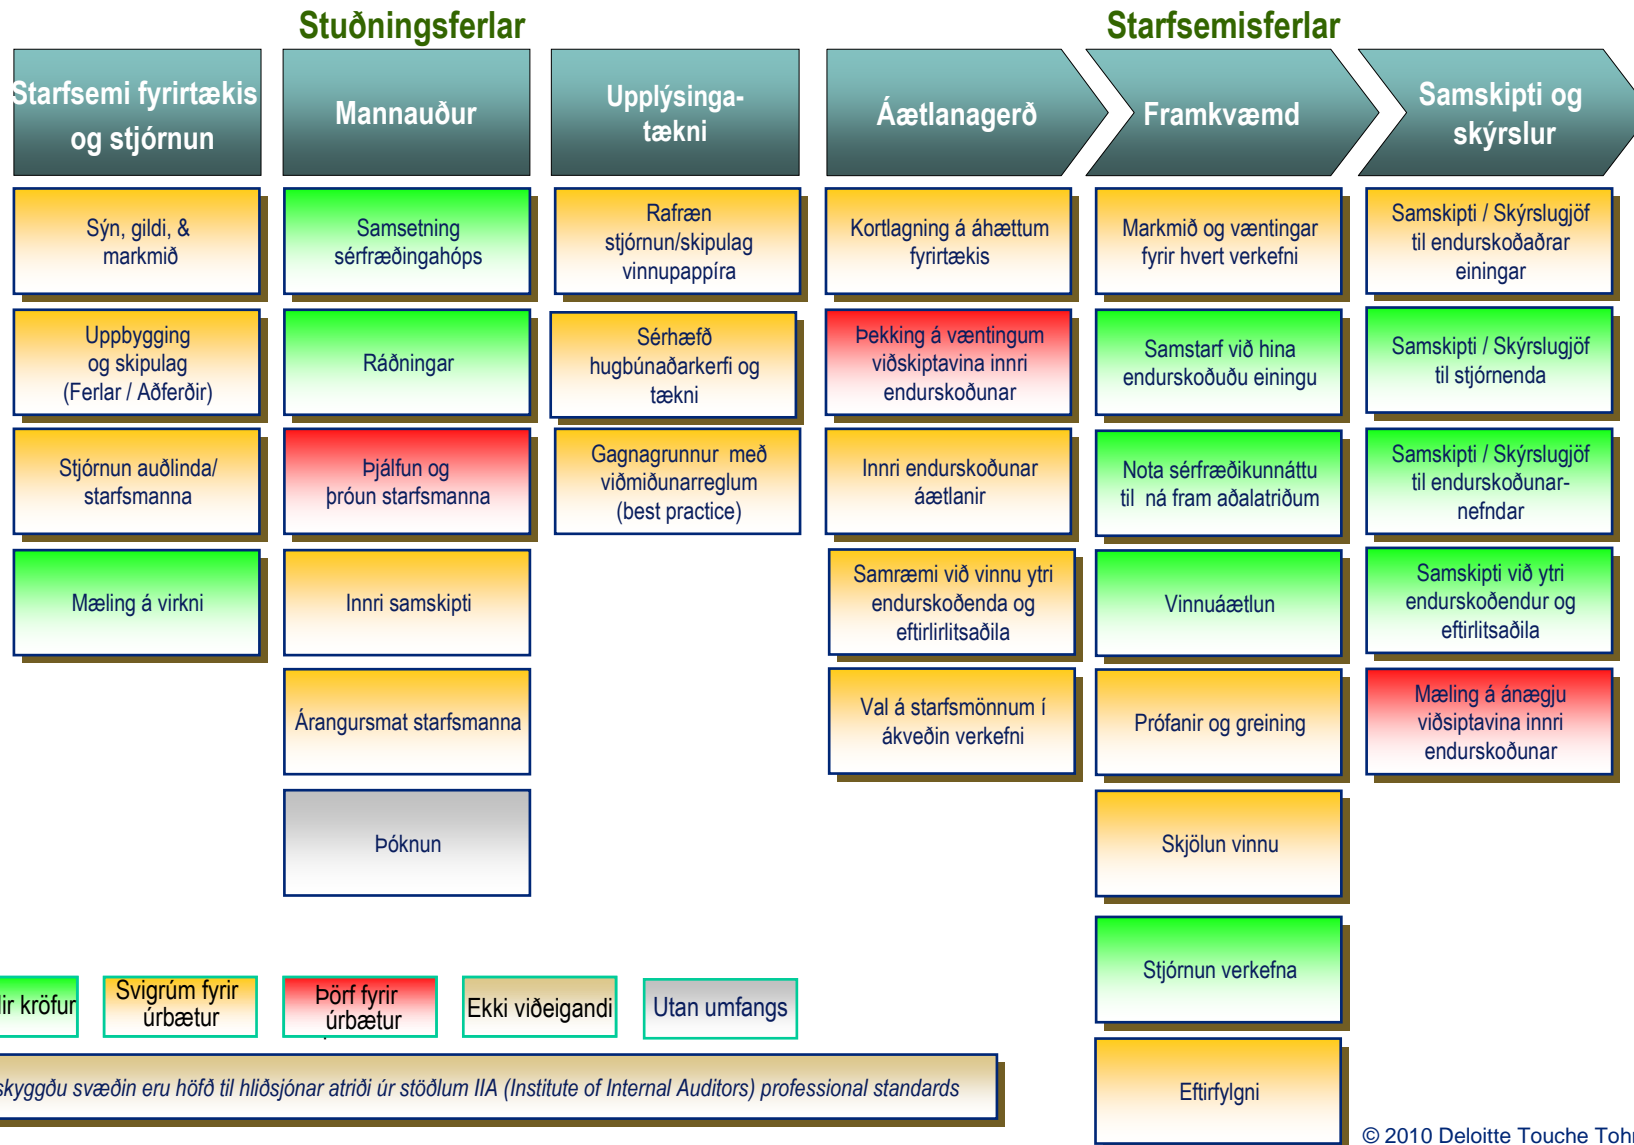 Stuðningsferlar
Starfsemisferlar
Starfsemi fyrirtækis
og stjórnun
Mannauður
Upplýsinga-
tækni
Áætlanagerð
Framkvæmd
Samskipti og
skýrslur
Sýn, gildi, &
markmið
Uppbygging
og skipulag
(Ferlar / Aðferðir)
Stjórnun auðlinda/
starfsmanna
Mæling á virkni
Samsetning
sérfræðingahóps
Ráðningar
Þjálfun og
þróun starfsmanna
Innri samskipti
Árangursmat starfsmanna
Þóknun
Rafræn
stjórnun/skipulag
vinnupappíra
Sérhæfð
hugbúnaðarkerfi og
tækni
Gagnagrunnur með
viðmiðunarreglum
(best practice)
Kortlagning á áhættum
fyrirtækis
Þekking á væntingum
viðskiptavina innri
endurskoðunar
Innri endurskoðunar
áætlanir
Samræmi við vinnu ytri
endurskoðenda og
eftirlirlitsaðila
Val á starfsmönnum í
ákveðin verkefni
Markmið og væntingar
fyrir hvert verkefni
Samstarf við hina
endurskoðuðu einingu
Nota sérfræðikunnáttu
til ná fram aðalatriðum
Vinnuáætlun
Prófanir og greining
Skjölun vinnu
Stjórnun verkefna
Eftirfylgni
Samskipti / Skýrslugjöf
til endurskoðaðrar
einingar
Samskipti / Skýrslugjöf
til stjórnenda
Samskipti / Skýrslugjöf
til endurskoðunar-
nefndar
Samskipti við ytri
endurskoðendur og
eftirlitsaðila
Mæling á ánægju
viðsiptavina innri
endurskoðunar
kröfur
Svigrúm fyrir
úrbætur
Þörf fyrir
úrbætur
Ekki viðeigandi
Utan umfangs
skyggðu svæðin eru höfð til hliðsjónar atriði úr stöðlum IIA (Institute of Internal Auditors) professional standards
© 2010 Deloitte Touche